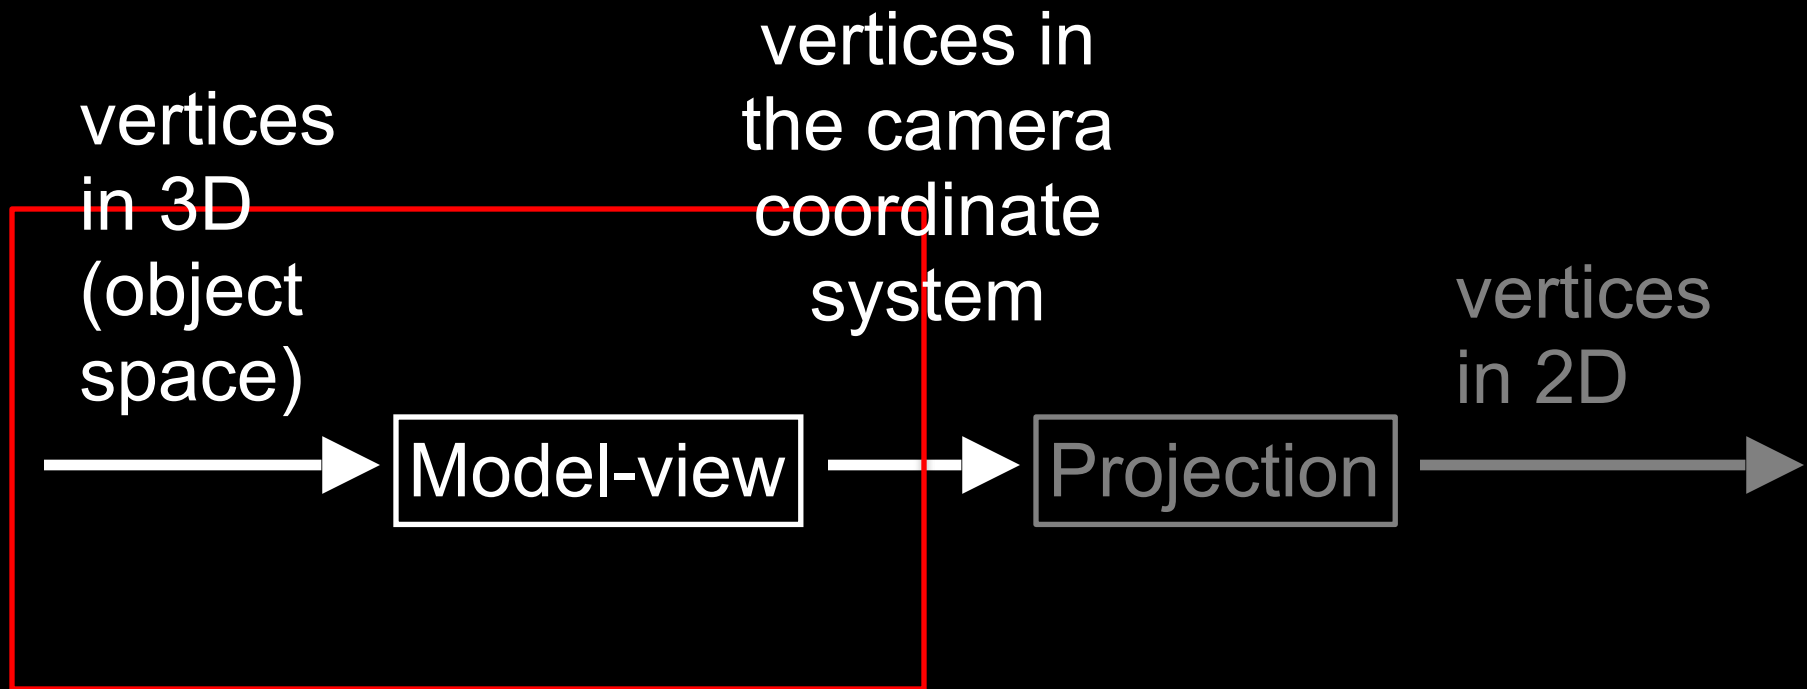 vertices
in 3D
(object
space)
vertices in
the camera
coordinate
system
vertices
in 2D
Model-view
Projection